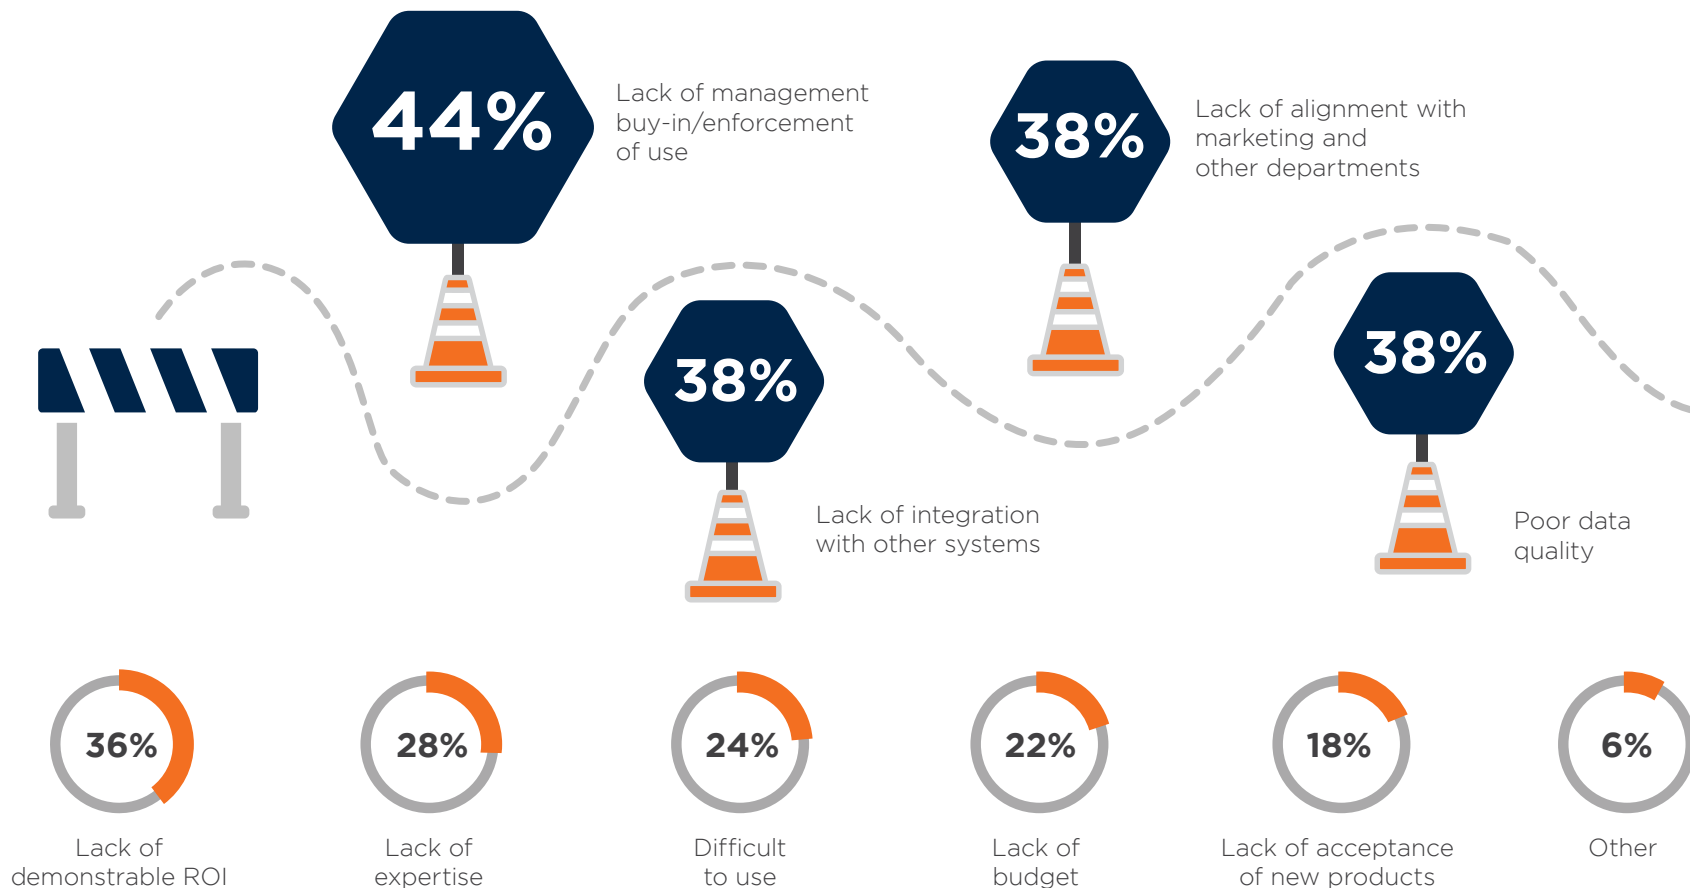 44%
Lack of management
buy-in/enforcement
of use
38%
Lack of integration
with other systems
38%
Lack of alignment with
marketing and
other departments
38%
Poor data
quality
36%
Lack of
demonstrable ROI
28%
Lack of
expertise
24%
Difficult
to use
22%
Lack of
budget
18%
Lack of acceptance
of new products
6%
Other